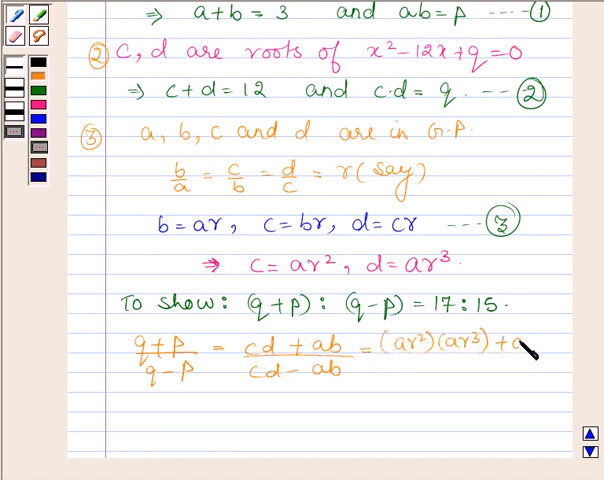 ⇒ a+b = 3 and ab = p ---- ①
② c, d are roots of x²-12x+q=0
⇒ c+d = 12 and c.d = q. --- ②
③ a, b, c and d are in G.P.
b/a = c/b = d/c = r (say)
b = ar, c = br, d = cr ---- ③
⇒ c = ar², d = ar³.
To show: (q+p) : (q-p) = 17 : 15.
(q+p)/(q-p) = (cd + ab)/(cd - ab) = (ar²)(ar³) + a